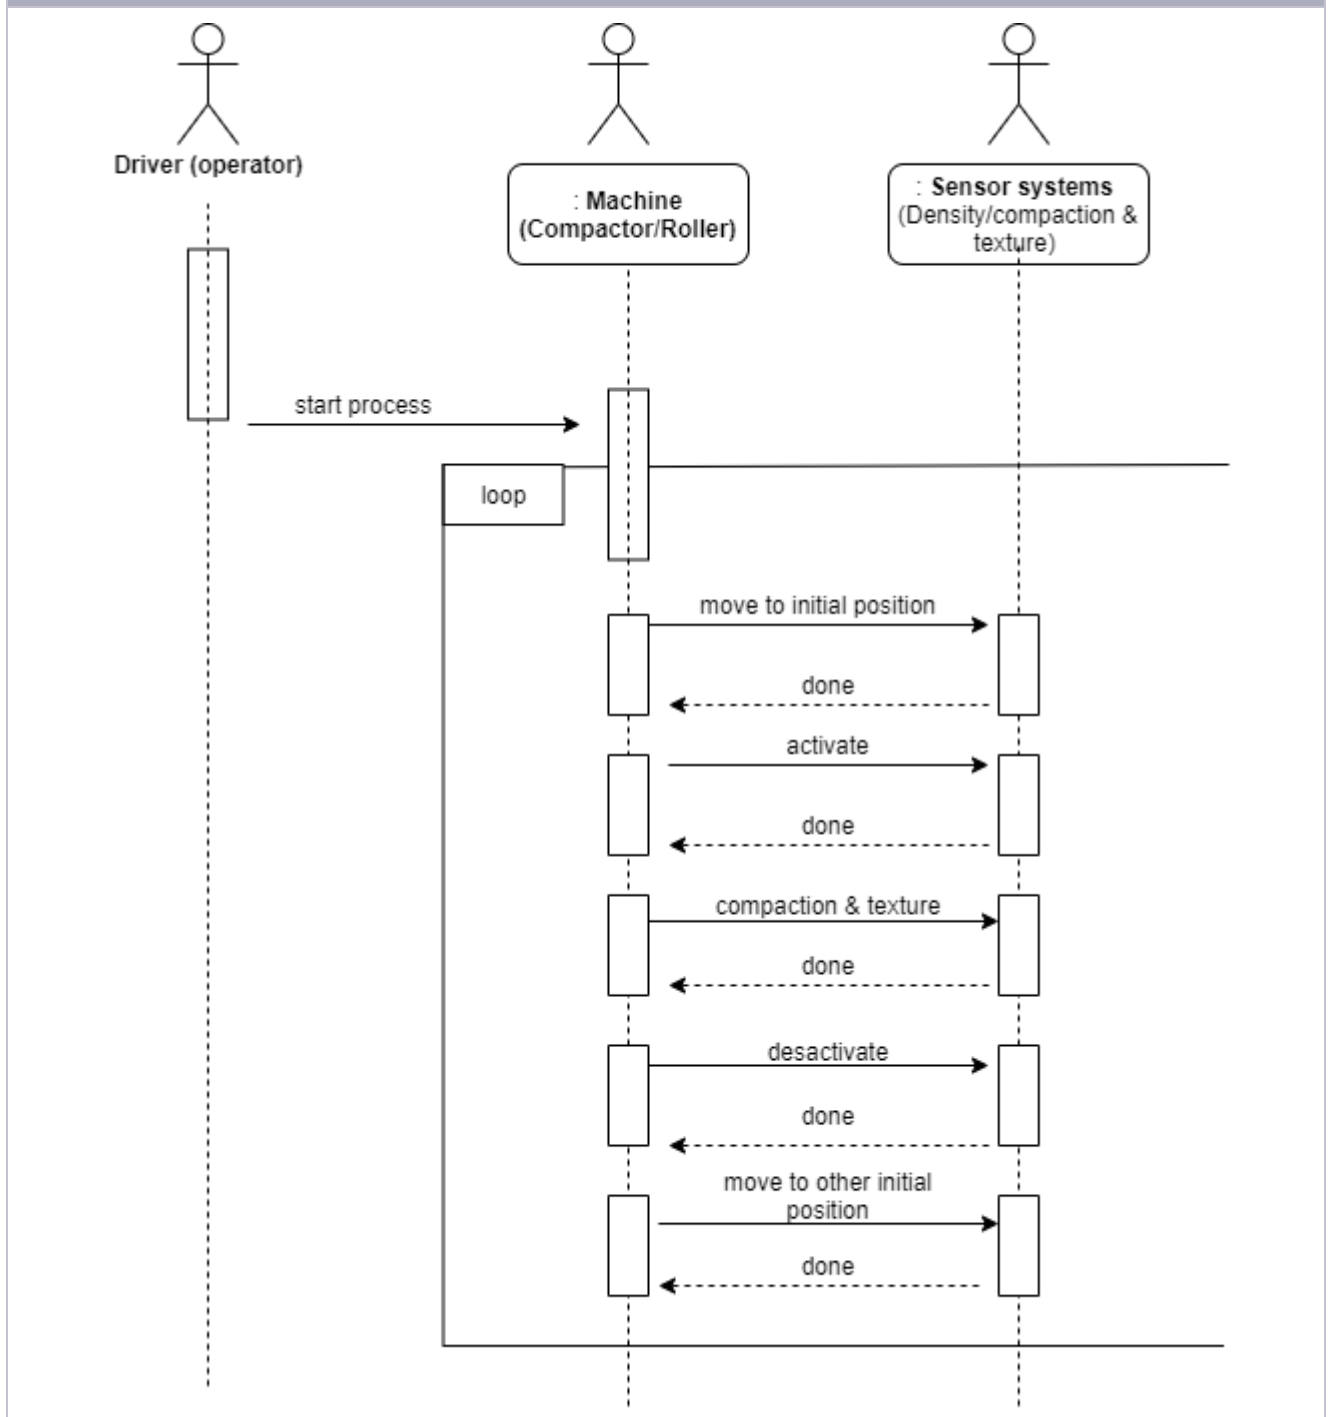 Driver (operator)
: Machine
(Compactor/Roller)
: Sensor systems
(Density/compaction &
texture)
start process
loop
move to initial position
done
activate
done
compaction & texture
done
desactivate
done
move to other initial
position
done